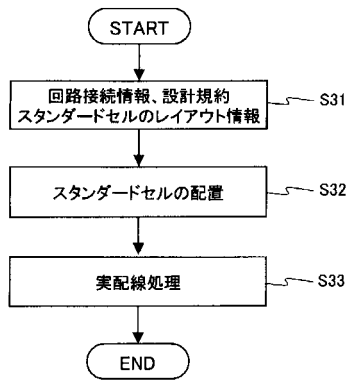 START
回路接続情報、設計規約
スタンダードセルのレイアウト情報
S31
スタンダードセルの配置
S32
実配線処理
S33
END